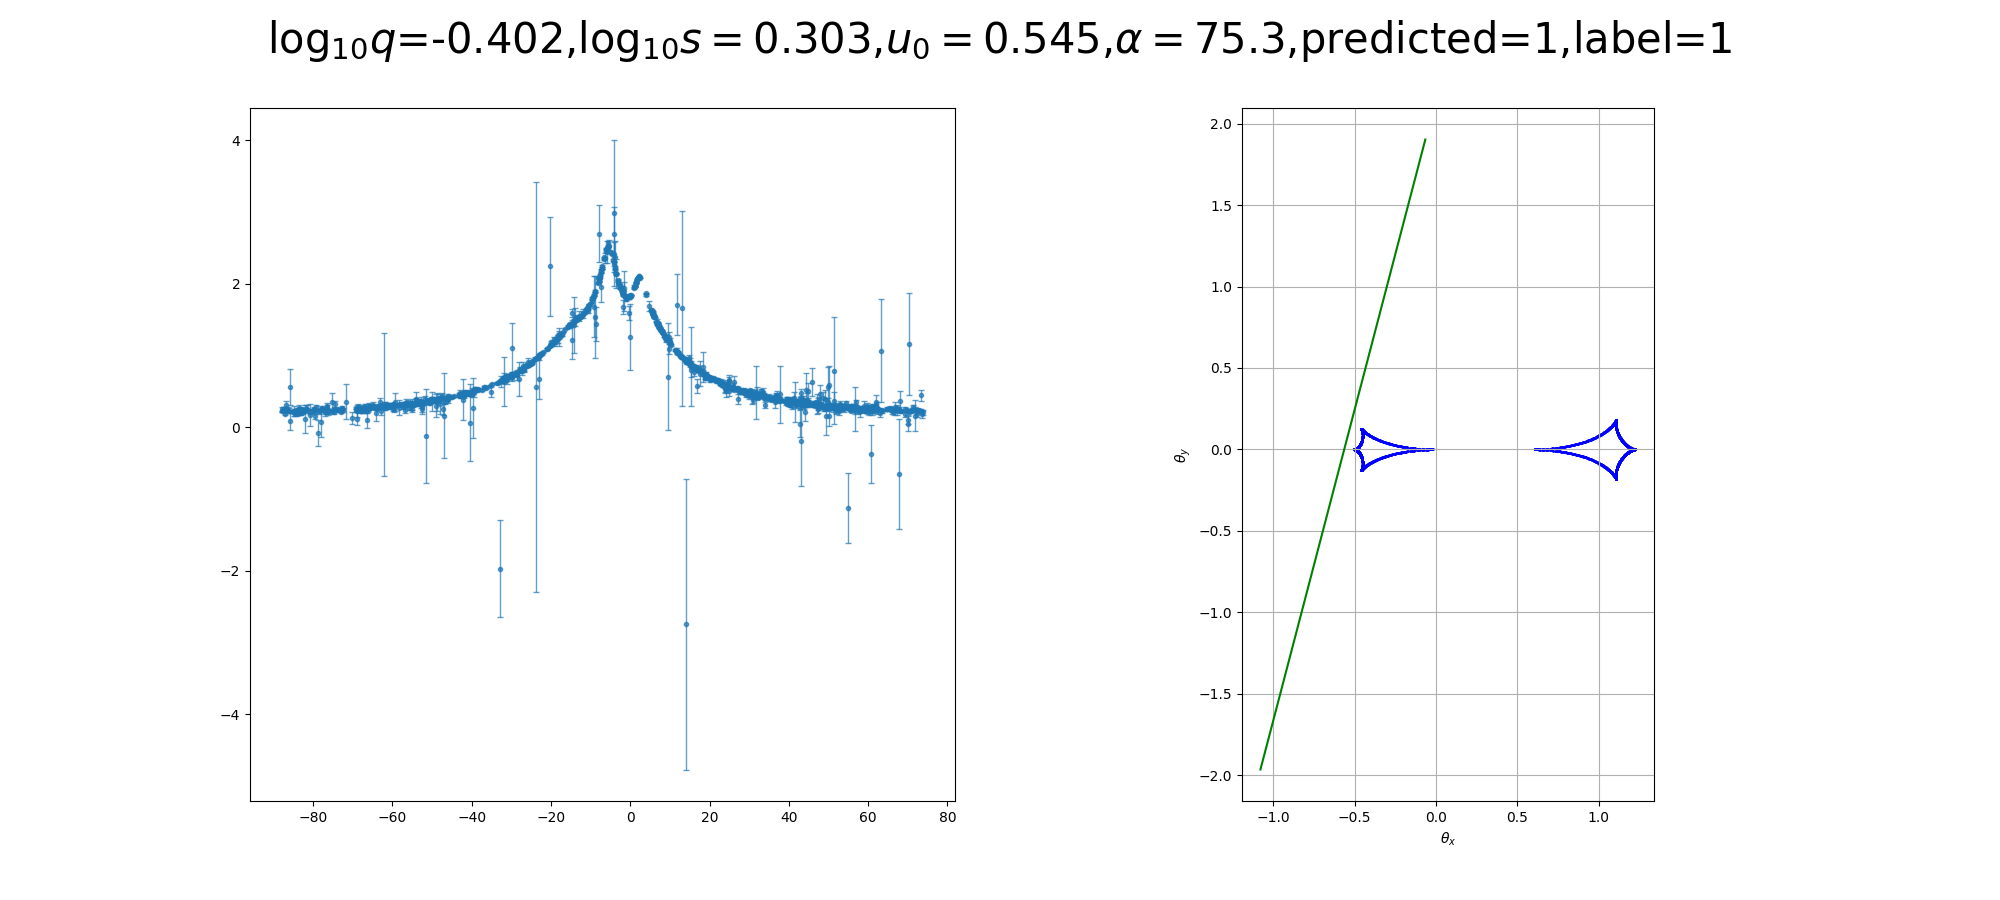 log₁₀q=-0.402,log₁₀s = 0.303,u₀ = 0.545,α = 75.3,predicted=1,label=1
4
2
0
−2
−4
−80 −60 −40 −20 0 20 40 60 80
2.0
1.5
1.0
0.5
0.0
−0.5
−1.0
−1.5
−2.0
θy
−1.0 −0.5 0.0 0.5 1.0
θx